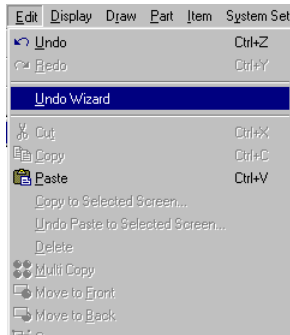 Edit Display Draw Part Item System Set
Undo Ctrl+Z
Redo Ctrl+Y
Undo Wizard
Cut Ctrl+X
Copy Ctrl+C
Paste Ctrl+V
Copy to Selected Screen...
Undo Paste to Selected Screen...
Delete
Multi Copy
Move to Front
Move to Back